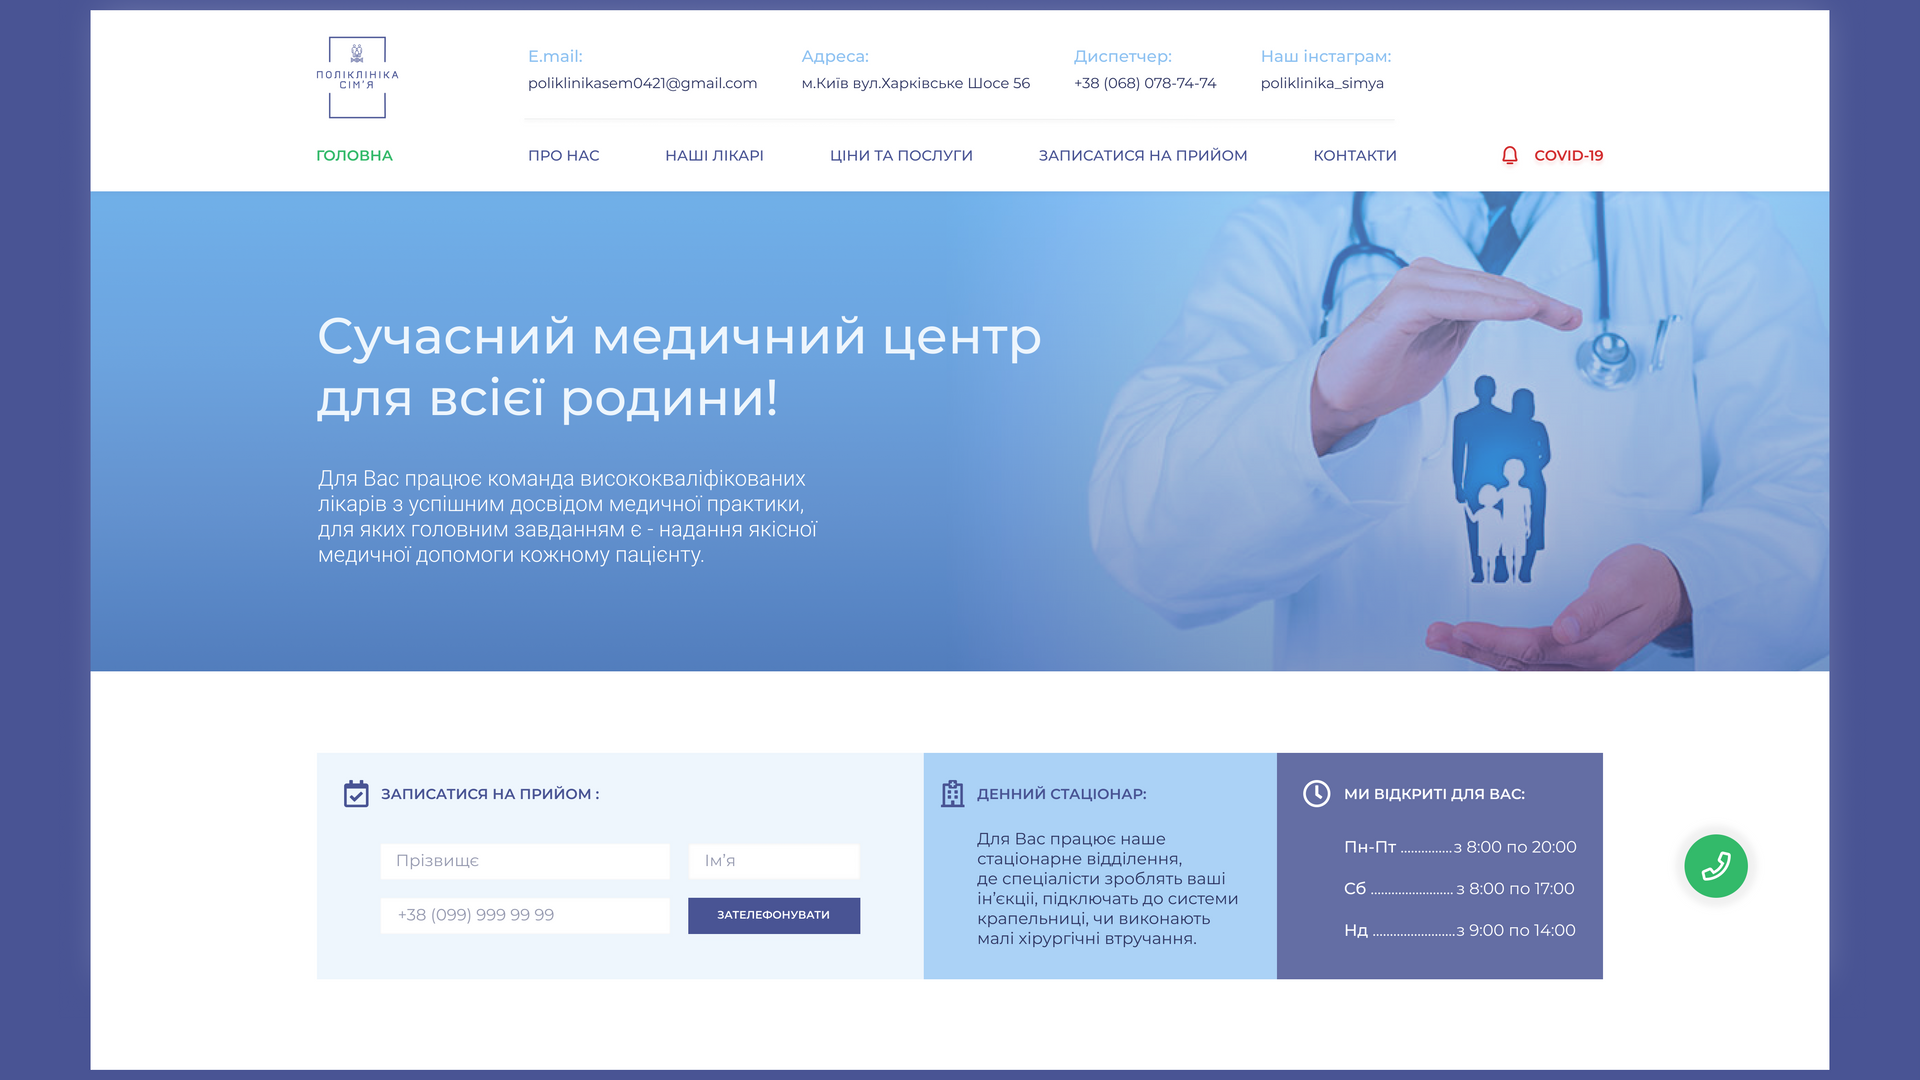 ПОЛІКЛІНІКА
СІМ'Я
E.mail:
poliklinikasem0421@gmail.com
Адреса:
м.Київ вул.Харківське Шосе 56
Диспетчер:
+38 (068) 078-74-74
Наш інстаграм:
poliklinika_simya
ГОЛОВНА
ПРО НАС
НАШІ ЛІКАРІ
ЦІНИ ТА ПОСЛУГИ
ЗАПИСАТИСЯ НА ПРИЙОМ
КОНТАКТИ
COVID-19
Сучасний медичний центр
для всієї родини!
Для Вас працює команда висококваліфікованих
лікарів з успішним досвідом медичної практики,
для яких головним завданням є - надання якісної
медичної допомоги кожному пацієнту.
ЗАПИСАТИСЯ НА ПРИЙОМ :
Прізвище
Ім'я
+38 (099) 999 99 99
ЗАТЕЛЕФОНУВАТИ
ДЕННИЙ СТАЦІОНАР:
Для Вас працює наше
стаціонарне відділення,
де спеціалісти зроблять ваші
ін'єкціі, підключать до системи
крапельниці, чи виконають
малі хірургічні втручання.
МИ ВІДКРИТІ ДЛЯ ВАС:
Пн-Пт ...............з 8:00 по 20:00
Сб ........................ з 8:00 по 17:00
Нд ........................з 9:00 по 14:00